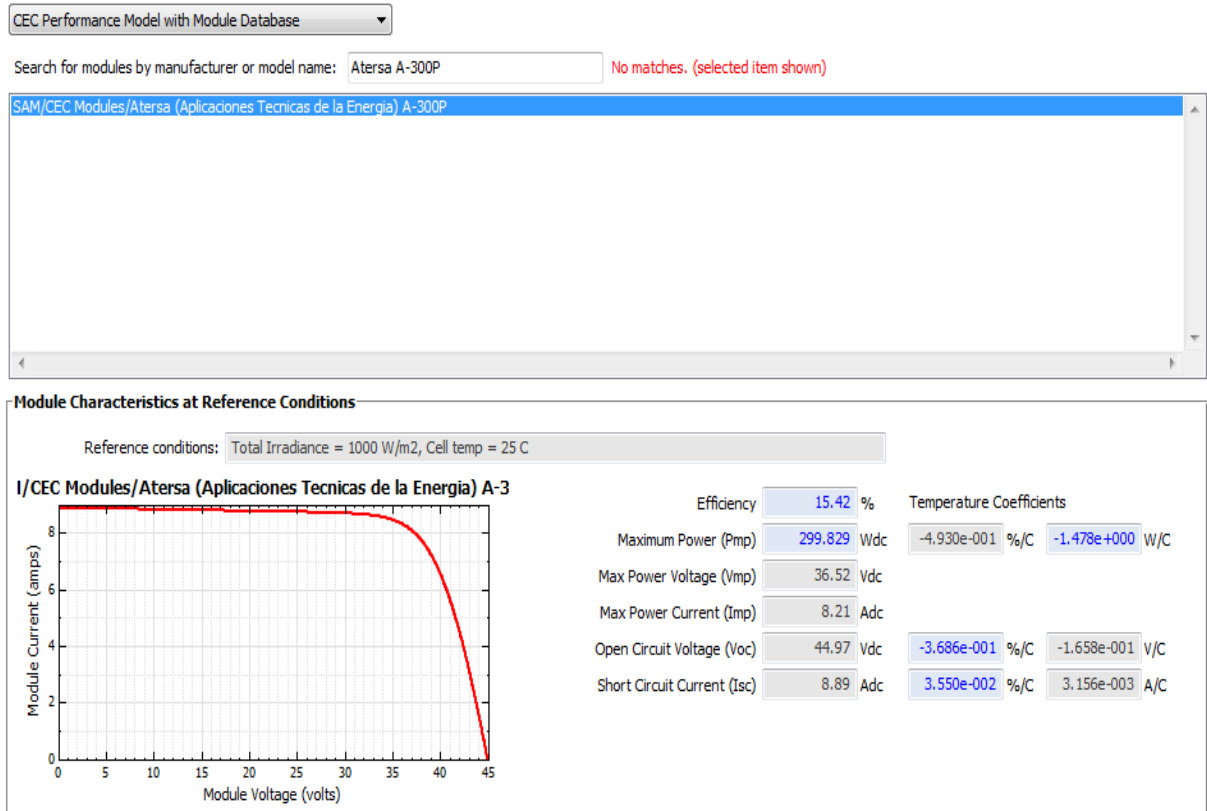 CEC Performance Model with Module Database
Search for modules by manufacturer or model name: Atersa A-300P No matches. (selected item shown)
SAM/CEC Modules/Atersa (Aplicaciones Tecnicas de la Energia) A-300P
Module Characteristics at Reference Conditions
Reference conditions: Total Irradiance = 1000 W/m2, Cell temp = 25 C
I/CEC Modules/Atersa (Aplicaciones Tecnicas de la Energia) A-3
Efficiency 15.42 % Temperature Coefficients
Maximum Power (Pmp) 299.829 Wdc -4.930e-001 %/C -1.478e+000 W/C
Max Power Voltage (Vmp) 36.52 Vdc
Max Power Current (Imp) 8.21 Adc
Open Circuit Voltage (Voc) 44.97 Vdc -3.686e-001 %/C -1.658e-001 V/C
Short Circuit Current (Isc) 8.89 Adc 3.550e-002 %/C 3.156e-003 A/C
Module Current (amps)
8
6
4
2
0
0 5 10 15 20 25 30 35 40 45
Module Voltage (volts)